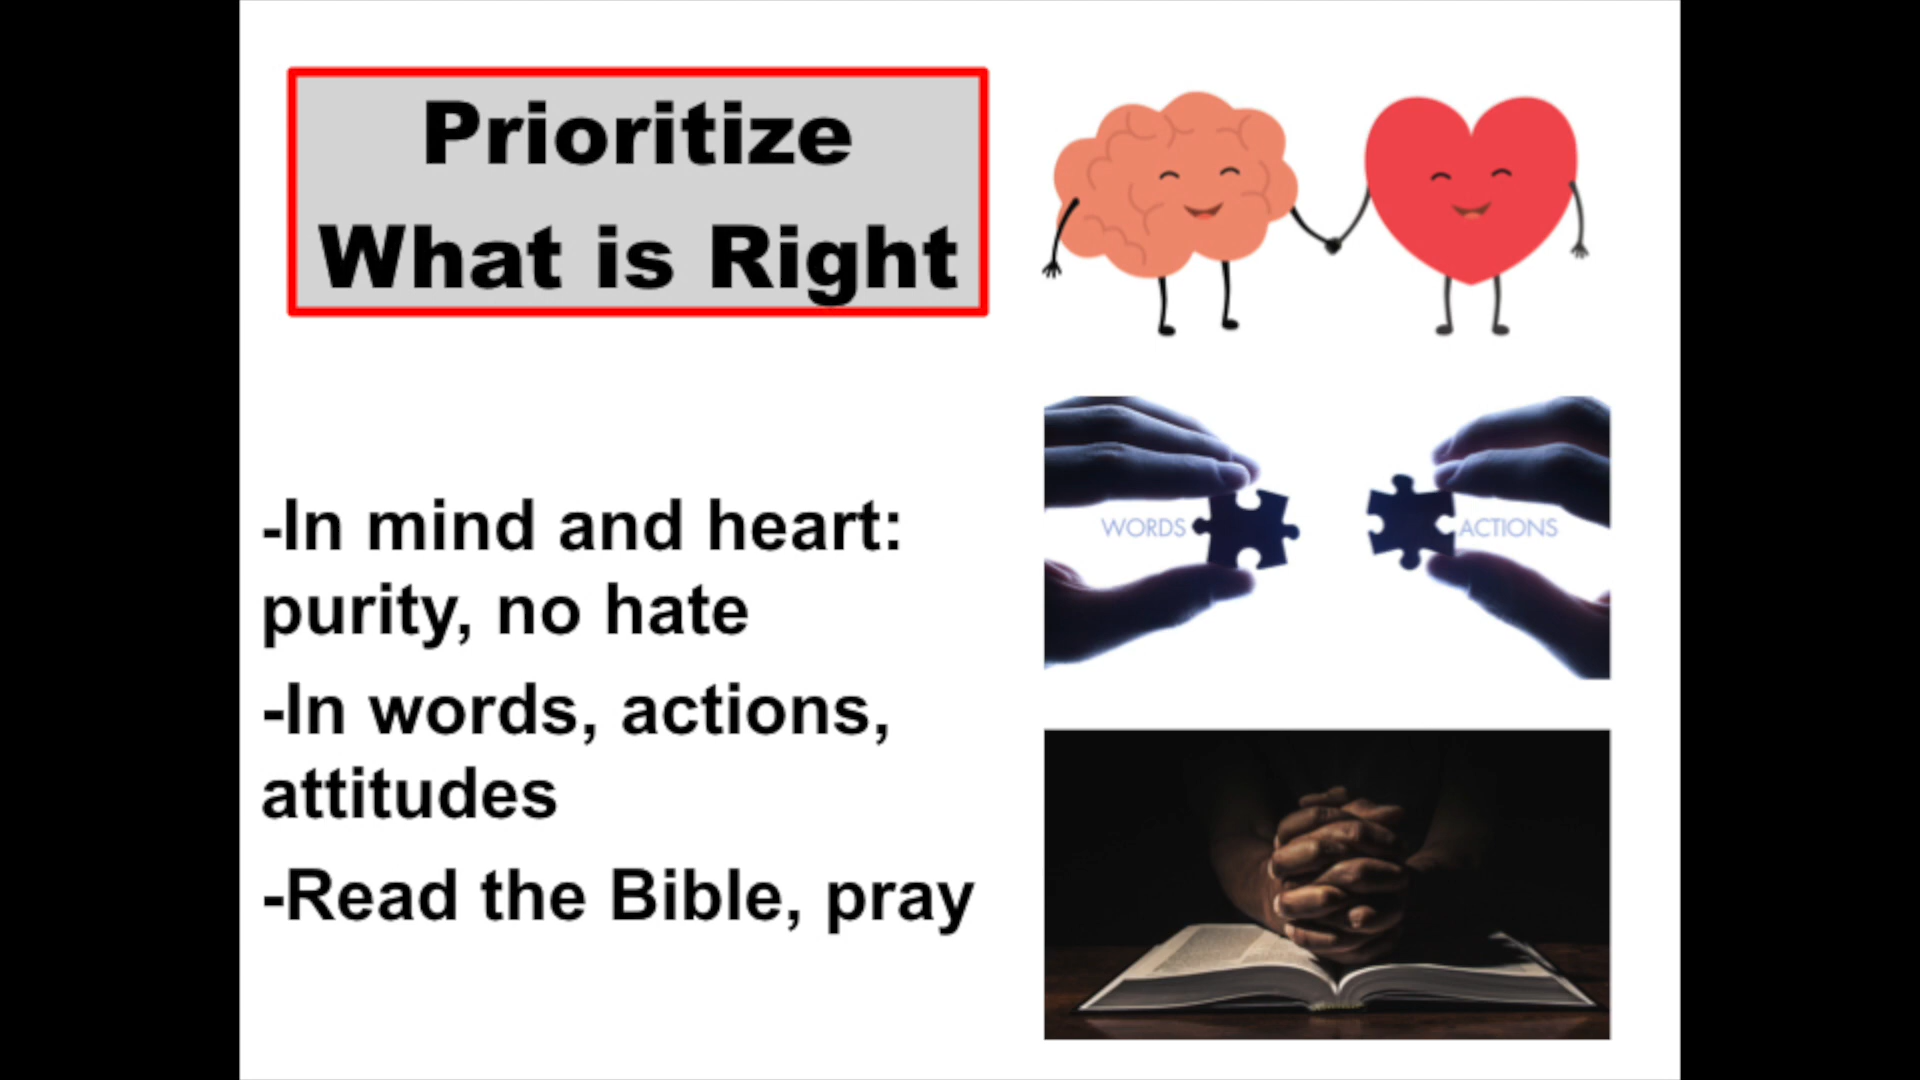 Prioritize
What is Right
-In mind and heart:
purity, no hate
WORDS ACTIONS
-In words, actions,
attitudes
-Read the Bible, pray